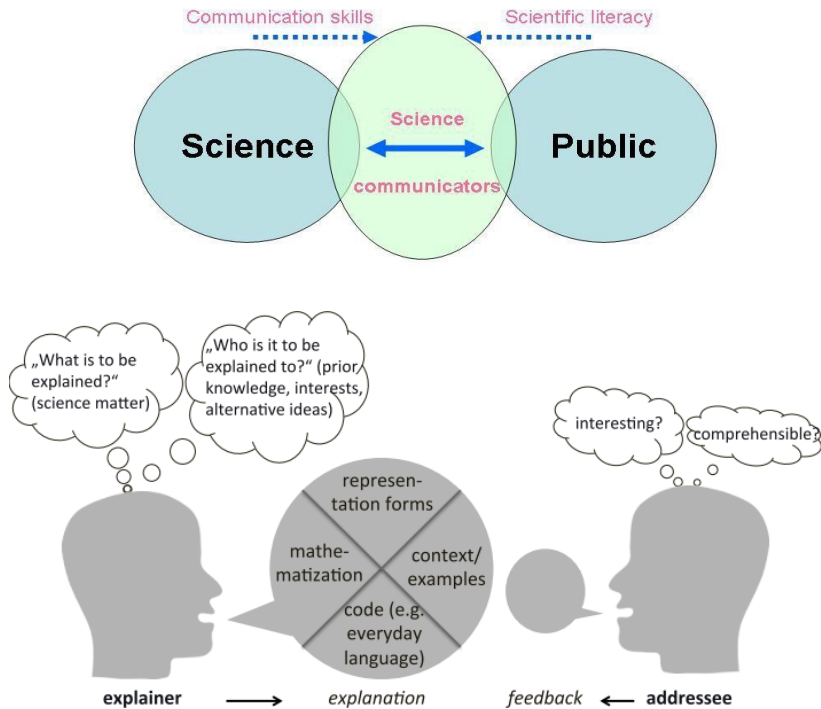 Communication skills
Scientific literacy
Science
Science
communicators
Public
„What is to be
explained?“
(science matter)
„Who is it to be
explained to?“ (prior
knowledge, interests,
alternative ideas)
interesting?
comprehensible?
represen-
tation forms
mathe-
matization
context/
examples
code (e.g.
everyday
language)
explainer
explanation
feedback
addressee